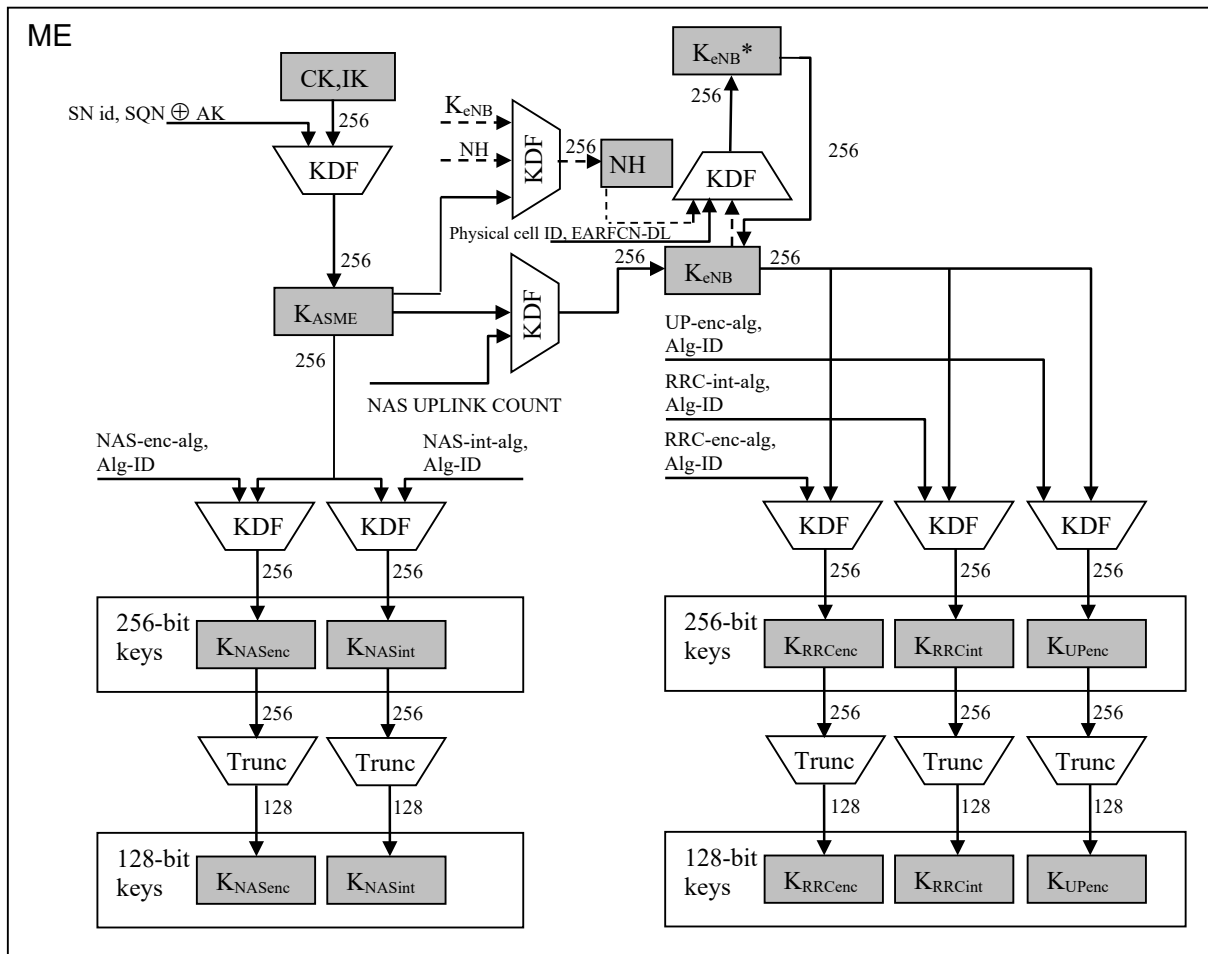 ME
K_eNB*
CK,IK
256
SN id, SQN ⊕ AK
256
K_eNB
256
256
KDF
NH
KDF
NH
KDF
Physical cell ID, EARFCN-DL
256
256
K_eNB
256
K_ASME
KDF
256
UP-enc-alg,
Alg-ID
RRC-int-alg,
Alg-ID
NAS UPLINK COUNT
NAS-enc-alg,
Alg-ID
NAS-int-alg,
Alg-ID
RRC-enc-alg,
Alg-ID
KDF
KDF
KDF
KDF
KDF
256
256
256
256
256
256-bit
keys
K_NASenc
K_NASint
256-bit
keys
K_RRCenc
K_RRCint
K_UPenc
256
256
256
256
256
Trunc
Trunc
Trunc
Trunc
Trunc
128
128
128
128
128
128-bit
keys
K_NASenc
K_NASint
128-bit
keys
K_RRCenc
K_RRCint
K_UPenc